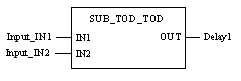 SUB_TOD_TOD
Input_IN1 IN1 OUT Delay1
Input_IN2 IN2